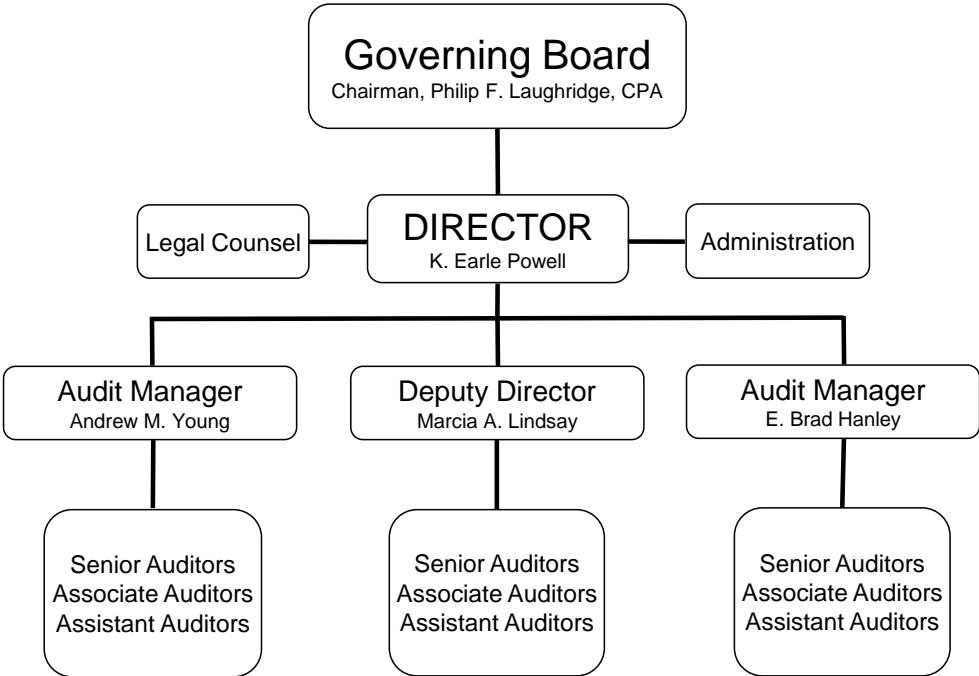 Governing Board
Chairman, Philip F. Laughridge, CPA
Legal Counsel
DIRECTOR
K. Earle Powell
Administration
Audit Manager
Andrew M. Young
Deputy Director
Marcia A. Lindsay
Audit Manager
E. Brad Hanley
Senior Auditors
Associate Auditors
Assistant Auditors
Senior Auditors
Associate Auditors
Assistant Auditors
Senior Auditors
Associate Auditors
Assistant Auditors